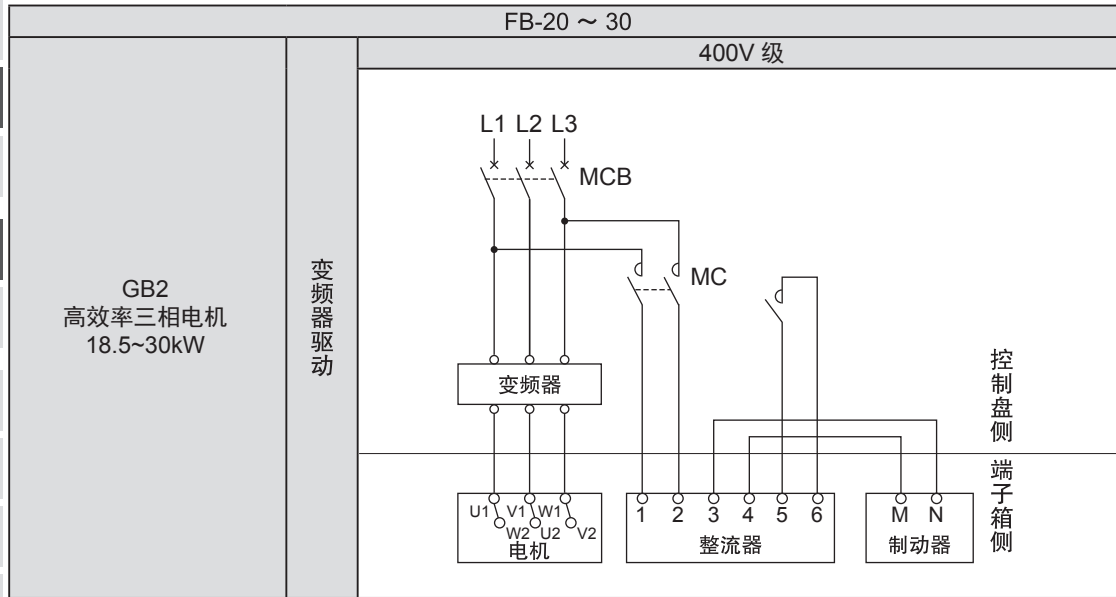 FB-20 ～ 30
400V 级
GB2
高效率三相电机
18.5~30kW
变频器驱动
L1 L2 L3
MCB
MC
变频器
控制盘侧
端子箱侧
U1 V1 W1
W2 U2 V2
电机
1 2 3 4 5 6
整流器
M N
制动器